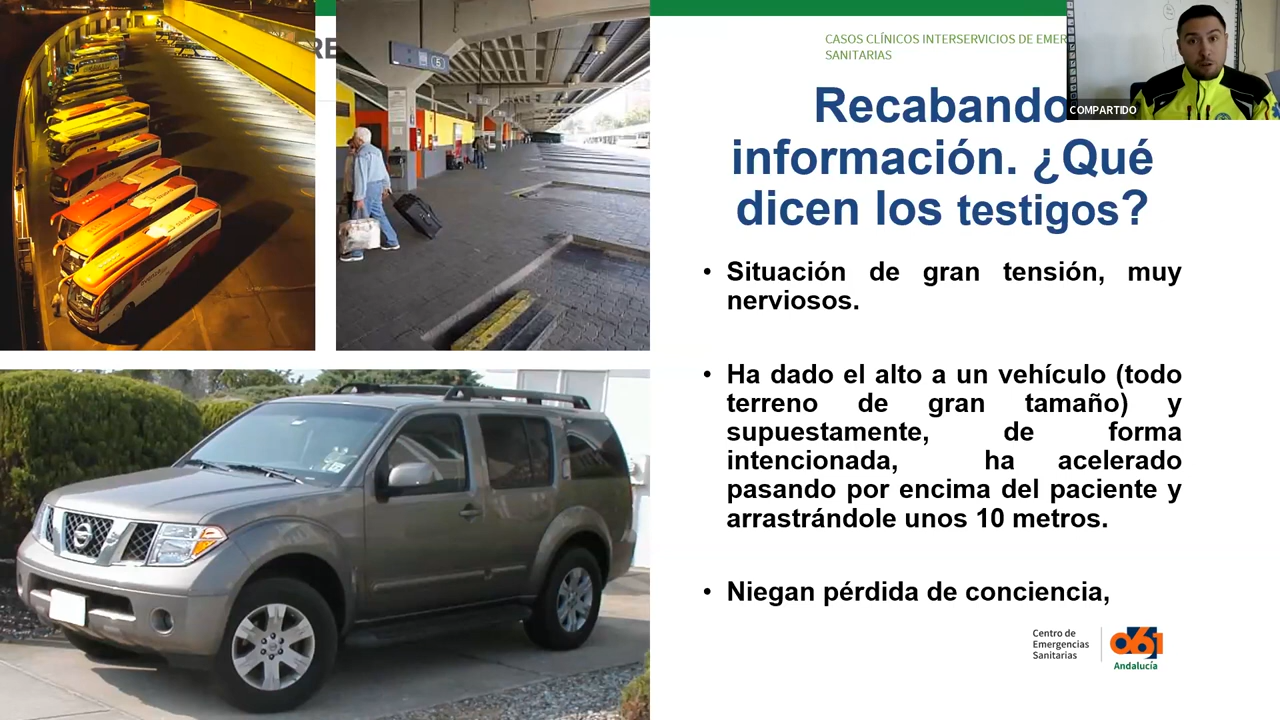 RE
5
CASOS CLÍNICOS INTERSERVICIOS DE EMER
SANITARIAS
COMPARTIDO
Recabando
información. ¿Qué
dicen los testigos?
• Situación de gran tensión, muy
nerviosos.
• Ha dado el alto a un vehículo (todo
terreno de gran tamaño) y
supuestamente, de forma
intencionada, ha acelerado
pasando por encima del paciente y
arrastrándole unos 10 metros.
• Niegan pérdida de conciencia,
Centro de
Emergencias
Sanitarias
061
Andalucía